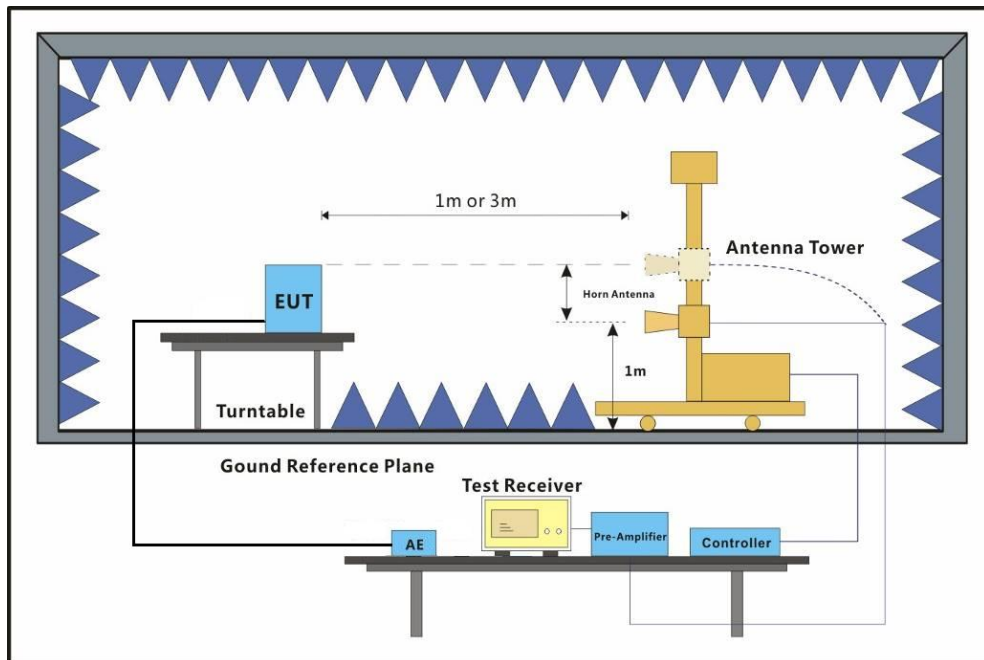 1m or 3m
Antenna Tower
EUT
Horn Antenna
1m
Turntable
Gound Reference Plane
Test Receiver
AE
Pre-Amplifier
Controller